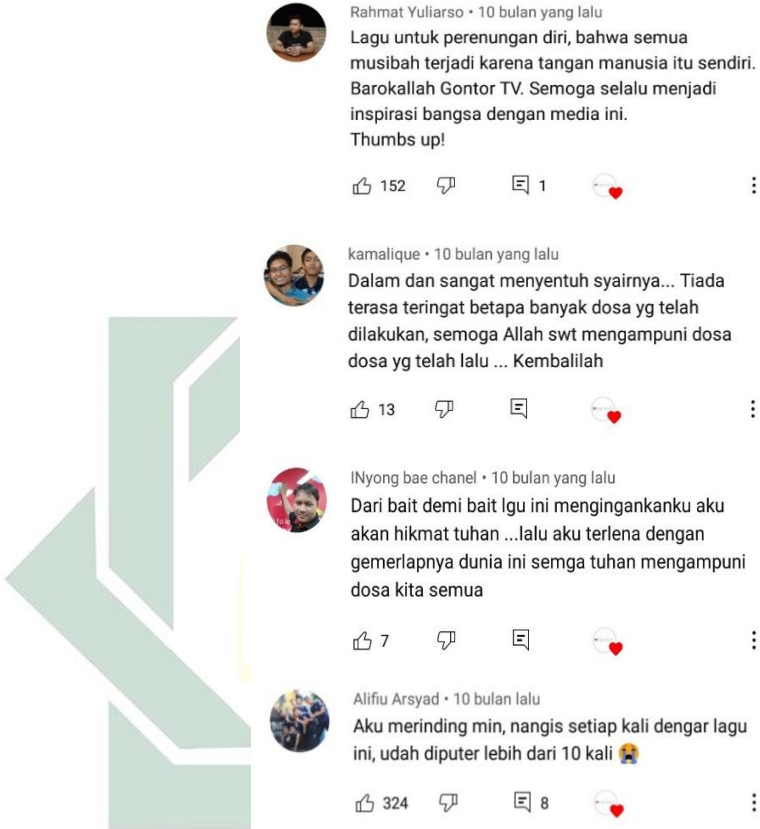 Rahmat Yuliarso • 10 bulan yang lalu
Lagu untuk perenungan diri, bahwa semua
musibah terjadi karena tangan manusia itu sendiri.
Barokallah Gontor TV. Semoga selalu menjadi
inspirasi bangsa dengan media ini.
Thumbs up!
152 1
kamalique • 10 bulan yang lalu
Dalam dan sangat menyentuh syairnya... Tiada
terasa teringat betapa banyak dosa yg telah
dilakukan, semoga Allah swt mengampuni dosa
dosa yg telah lalu ... Kembalilah
13
INyong bae chanel • 10 bulan yang lalu
Dari bait demi bait lgu ini mengingankanku aku
akan hikmat tuhan ...lalu aku terlena dengan
gemerlapnya dunia ini semga tuhan mengampuni
dosa kita semua
7
Alifiu Arsyad • 10 bulan lalu
Aku merinding min, nangis setiap kali dengar lagu
ini, udah diputer lebih dari 10 kali 😭
324 8